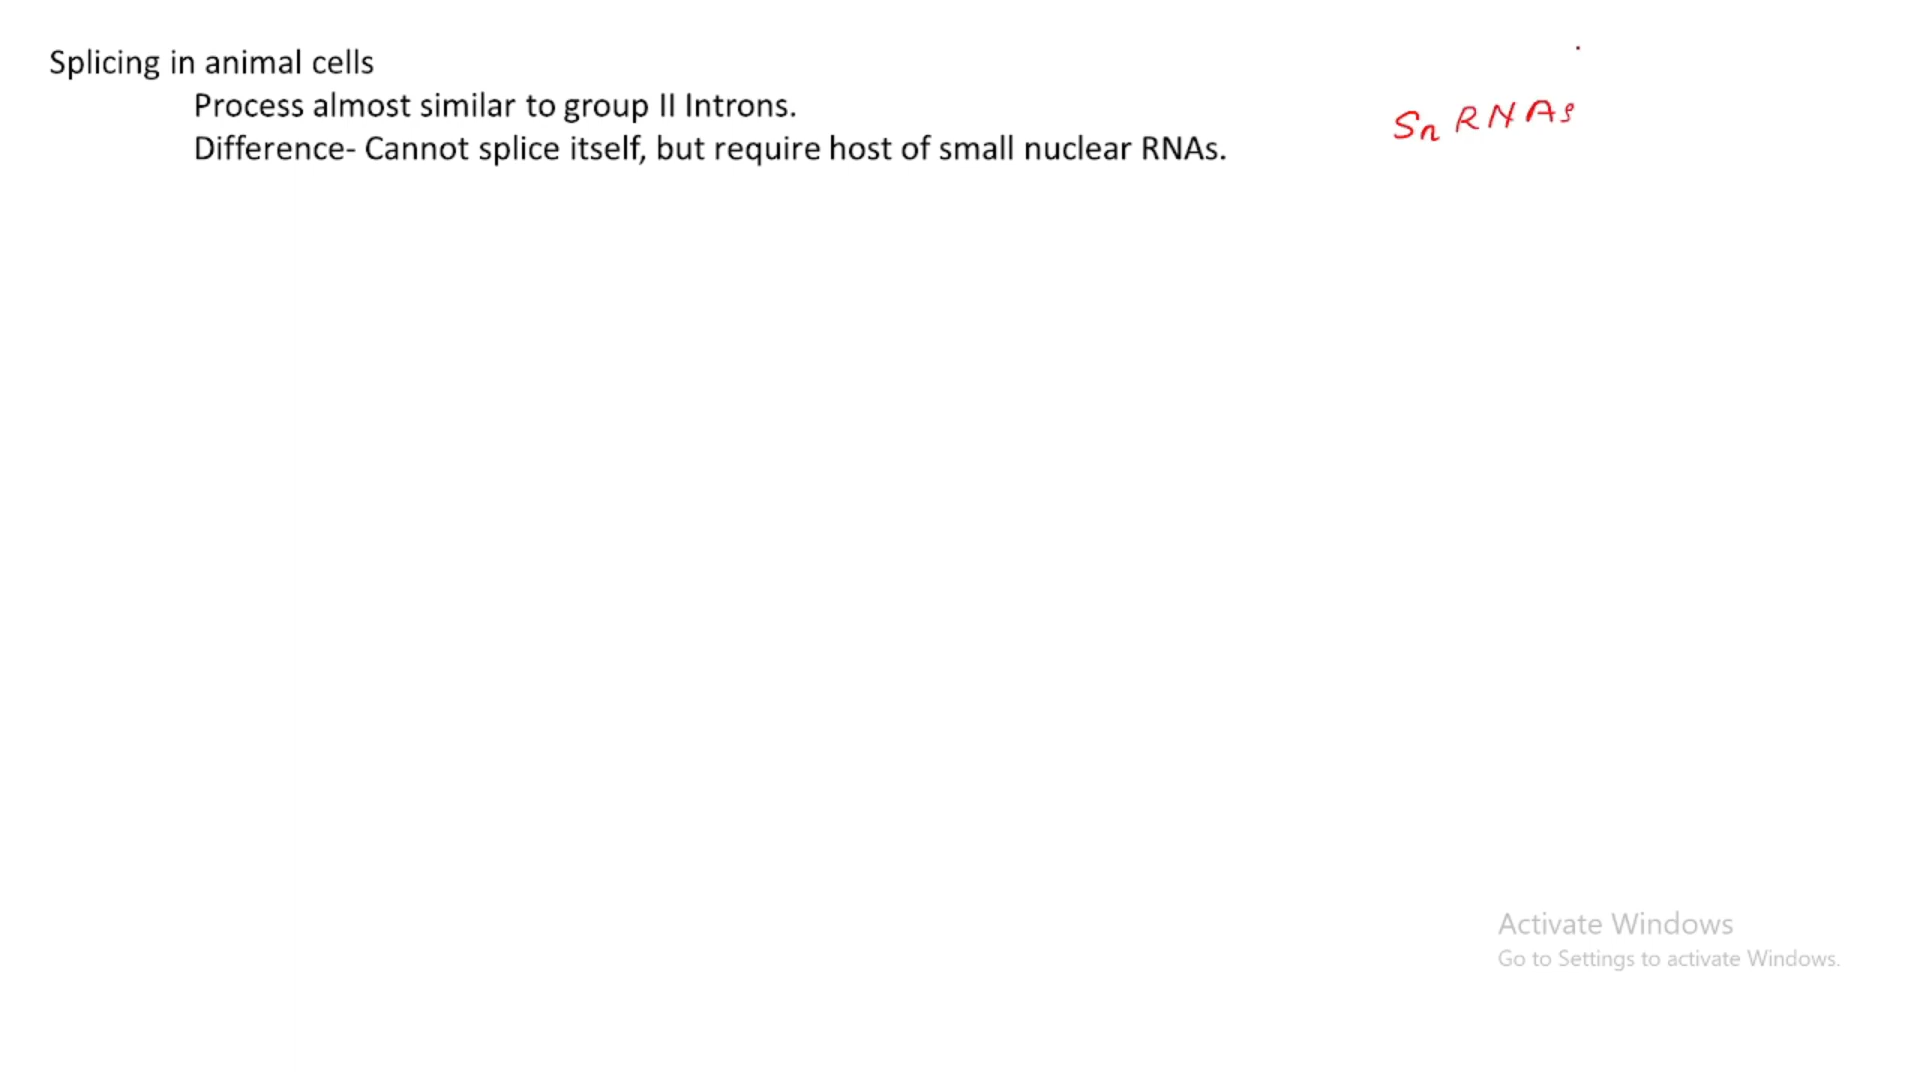 Splicing in animal cells
Process almost similar to group II Introns.
Difference- Cannot splice itself, but require host of small nuclear RNAs.
Sn RNAs
Activate Windows
Go to Settings to activate Windows.